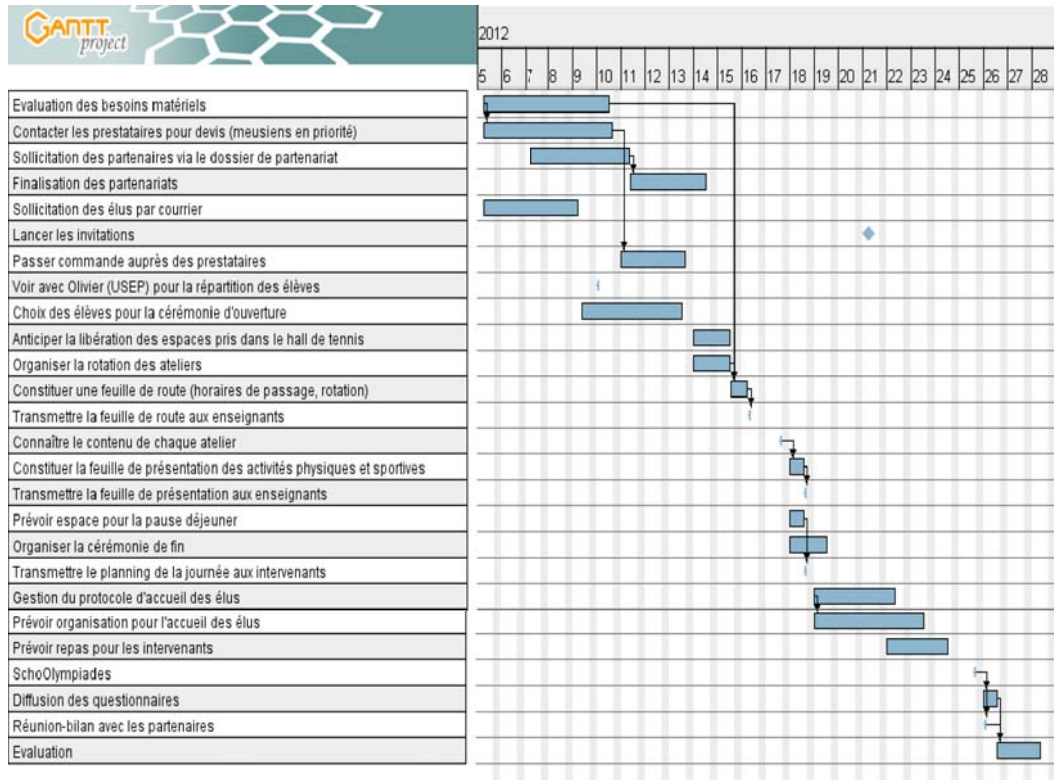 GANTT
project
2012
5 6 7 8 9 10 11 12 13 14 15 16 17 18 19 20 21 22 23 24 25 26 27 28
Evaluation des besoins matériels
Contacter les prestataires pour devis (meusiens en priorité)
Sollicitation des partenaires via le dossier de partenariat
Finalisation des partenariats
Sollicitation des élus par courrier
Lancer les invitations
Passer commande auprès des prestataires
Voir avec Olivier (USEP) pour la répartition des élèves
Choix des élèves pour la cérémonie d'ouverture
Anticiper la libération des espaces pris dans le hall de tennis
Organiser la rotation des ateliers
Constituer une feuille de route (horaires de passage, rotation)
Transmettre la feuille de route aux enseignants
Connaître le contenu de chaque atelier
Constituer la feuille de présentation des activités physiques et sportives
Transmettre la feuille de présentation aux enseignants
Prévoir espace pour la pause déjeuner
Organiser la cérémonie de fin
Transmettre le planning de la journée aux intervenants
Gestion du protocole d'accueil des élus
Prévoir organisation pour l'accueil des élus
Prévoir repas pour les intervenants
SchoOlympiades
Diffusion des questionnaires
Réunion-bilan avec les partenaires
Evaluation